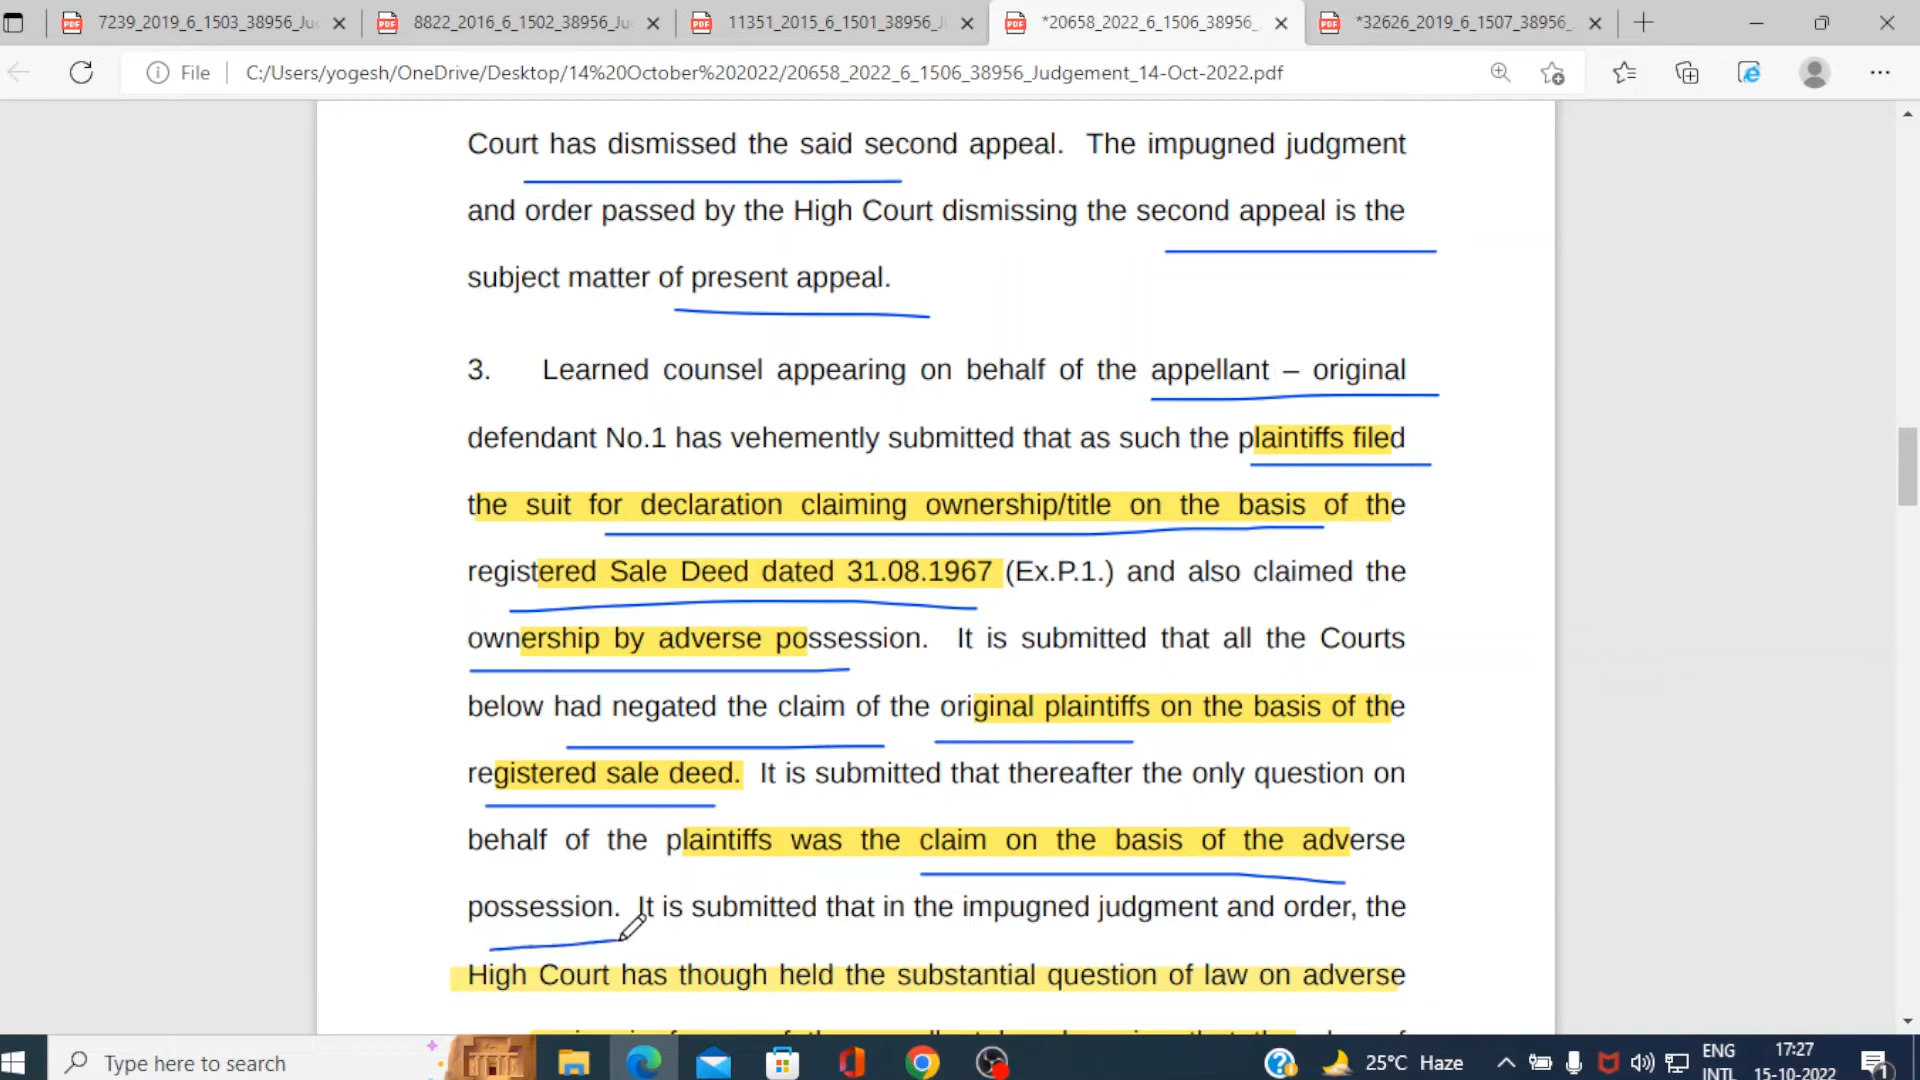 7239_2019_6_1503_38956_Ju
8822_2016_6_1502_38956_Ju
11351_2015_6_1501_38956_J
*20658_2022_6_1506_38956_
*32626_2019_6_1507_38956_
File
C:/Users/yogesh/OneDrive/Desktop/14%20October%202022/20658_2022_6_1506_38956_Judgement_14-Oct-2022.pdf
Court has dismissed the said second appeal. The impugned judgment
and order passed by the High Court dismissing the second appeal is the
subject matter of present appeal.
3. Learned counsel appearing on behalf of the appellant – original
defendant No.1 has vehemently submitted that as such the plaintiffs filed
the suit for declaration claiming ownership/title on the basis of the
registered Sale Deed dated 31.08.1967 (Ex.P.1.) and also claimed the
ownership by adverse possession. It is submitted that all the Courts
below had negated the claim of the original plaintiffs on the basis of the
registered sale deed. It is submitted that thereafter the only question on
behalf of the plaintiffs was the claim on the basis of the adverse
possession. It is submitted that in the impugned judgment and order, the
High Court has though held the substantial question of law on adverse
Type here to search
25°C Haze
ENG
INTL
17:27
15-10-2022
1